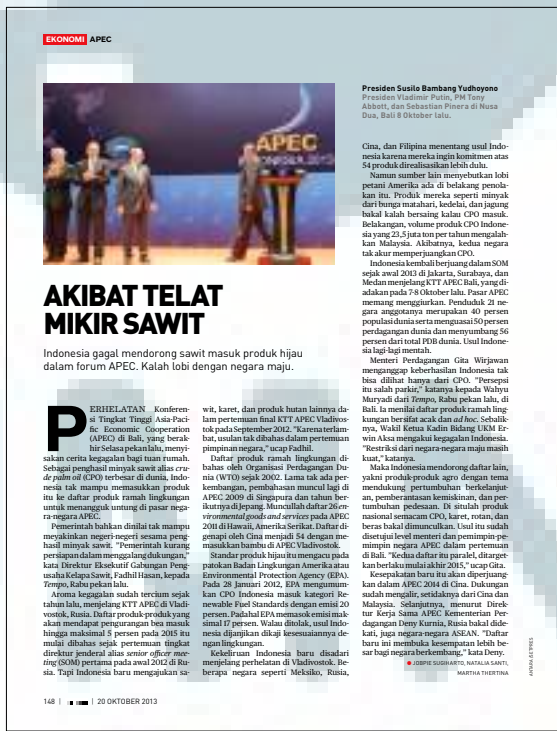 EKONOMI APEC
APEC
INDONESIA 2013
Presiden Susilo Bambang Yudhoyono
Presiden Vladimir Putin, PM Tony
Abbott, dan Sebastian Pinera di Nusa
Dua, Bali 8 Oktober lalu.
AKIBAT TELAT
MIKIR SAWIT
Indonesia gagal mendorong sawit masuk produk hijau
dalam forum APEC. Kalah lobi dengan negara maju.
PERHELATAN Konferen-
si Tingkat Tinggi Asia-Paci-
fic Economic Cooperation
(APEC) di Bali, yang berak-
hir Selasa pekan lalu, menyi-
sakan cerita kegagalan bagi tuan rumah.
Sebagai penghasil minyak sawit alias cru-
de palm oil (CPO) terbesar di dunia, Indo-
nesia tak mampu memasukkan produk
itu ke daftar produk ramah lingkungan
untuk menangguk untung di pasar nega-
ra-negara APEC.
Pemerintah bahkan dinilai tak mampu
meyakinkan negeri-negeri sesama peng-
hasil minyak sawit. "Pemerintah kurang
persiapan dalam menggalang dukungan,"
kata Direktur Eksekutif Gabungan Peng-
usaha Kelapa Sawit, Fadhil Hasan, kepada
Tempo, Rabu pekan lalu.
Aroma kegagalan sudah tercium sejak
tahun lalu, menjelang KTT APEC di Vladi-
vostok, Rusia. Daftar produk-produk yang
akan mendapat pengurangan bea masuk
hingga maksimal 5 persen pada 2015 itu
mulai dibahas sejak pertemuan tingkat
direktur jenderal alias senior officer mee-
ting (SOM) pertama pada awal 2012 di Ru-
sia. Tapi Indonesia baru mengajukan sa-
wit, karet, dan produk hutan lainnya da-
lam pertemuan final KTT APEC Vladivos-
tok pada September 2012. "Karena terlam-
bat, usulan tak dibahas dalam pertemuan
pimpinan negara," ucap Fadhil.
Daftar produk ramah lingkungan di-
bahas oleh Organisasi Perdagangan Du-
nia (WTO) sejak 2002. Lama tak ada per-
kembangan, pembahasan muncul lagi di
APEC 2009 di Singapura dan tahun ber-
ikutnya di Jepang. Muncullah daftar 26 en-
vironmental goods and services pada APEC
2011 di Hawaii, Amerika Serikat. Daftar di-
genapi oleh Cina menjadi 54 dengan me-
masukkan bambu di APEC Vladivostok.
Standar produk hijau itu mengacu pada
patokan Badan Lingkungan Amerika atau
Environmental Protection Agency (EPA).
Pada 28 Januari 2012, EPA mengumum-
kan CPO Indonesia masuk kategori Re-
newable Fuel Standards dengan emisi 20
persen. Padahal EPA memasok emisi mak-
simal 17 persen. Walau ditolak, usul Indo-
nesia dijanjikan dikaji kesesuaiannya de-
ngan lingkungan.
Kekeliruan Indonesia baru disadari
menjelang perhelatan di Vladivostok. Be-
berapa negara seperti Meksiko, Rusia,
Cina, dan Filipina menentang usul Indo-
nesia karena mereka ingin komitmen atas
54 produk direalisasikan lebih dulu.
Namun sumber lain menyebutkan lobi
petani Amerika ada di belakang penola-
kan itu. Produk mereka seperti minyak
dari bunga matahari, kedelai, dan jagung
bakal kalah bersaing kalau CPO masuk.
Belakangan, volume produk CPO Indone-
sia yang 23,5 juta ton per tahun mengalah-
kan Malaysia. Akibatnya, kedua negara
tak akur memperjuangkan CPO.
Indonesia kembali berjuang dalam SOM
sejak awal 2013 di Jakarta, Surabaya, dan
Medan menjelang KTT APEC Bali, yang di-
adakan pada 7-8 Oktober lalu. Pasar APEC
memang menggiurkan. Penduduk 21 ne-
gara anggotanya merupakan 40 persen
populasi dunia serta menguasai 50 persen
perdagangan dunia dan menyumbang 56
persen dari total PDB dunia. Usul Indone-
sia lagi-lagi mentah.
Menteri Perdagangan Gita Wirjawan
menganggap keberhasilan Indonesia tak
bisa dilihat hanya dari CPO. "Persepsi
itu salah parkir," katanya kepada Wahyu
Muryadi dari Tempo, Rabu pekan lalu, di
Bali. Ia menilai daftar produk ramah ling-
kungan bersifat acak dan ad hoc. Sebalik-
nya, Wakil Ketua Kadin Bidang UKM Er-
win Aksa mengakui kegagalan Indonesia.
"Restriksi dari negara-negara maju masih
kuat," katanya.
Maka Indonesia mendorong daftar lain,
yakni produk-produk agro dengan tema
mendukung pertumbuhan berkelanjut-
an, pemberantasan kemiskinan, dan per-
tumbuhan pedesaan. Di situlah produk
nasional semacam CPO, karet, rotan, dan
beras bakal dimunculkan. Usul itu sudah
disetujui level menteri dan pemimpin-pe-
mimpin negara APEC dalam pertemuan
di Bali. "Kedua daftar itu paralel, ditarget-
kan berlaku mulai akhir 2015," ucap Gita.
Kesepakatan baru itu akan diperjuang-
kan dalam APEC 2014 di Cina. Dukungan
sudah mengalir, setidaknya dari Cina dan
Malaysia. Selanjutnya, menurut Direk-
tur Kerja Sama APEC Kementerian Per-
dagangan Deny Kurnia, Rusia bakal dide-
kati, juga negara-negara ASEAN. "Daftar
baru ini membuka kesempatan lebih be-
sar bagi negara berkembang," kata Deny.
● JOBPIE SUGIHARTO, NATALIA SANTI,
MARTHA THERTINA
148 | | 20 OKTOBER 2013